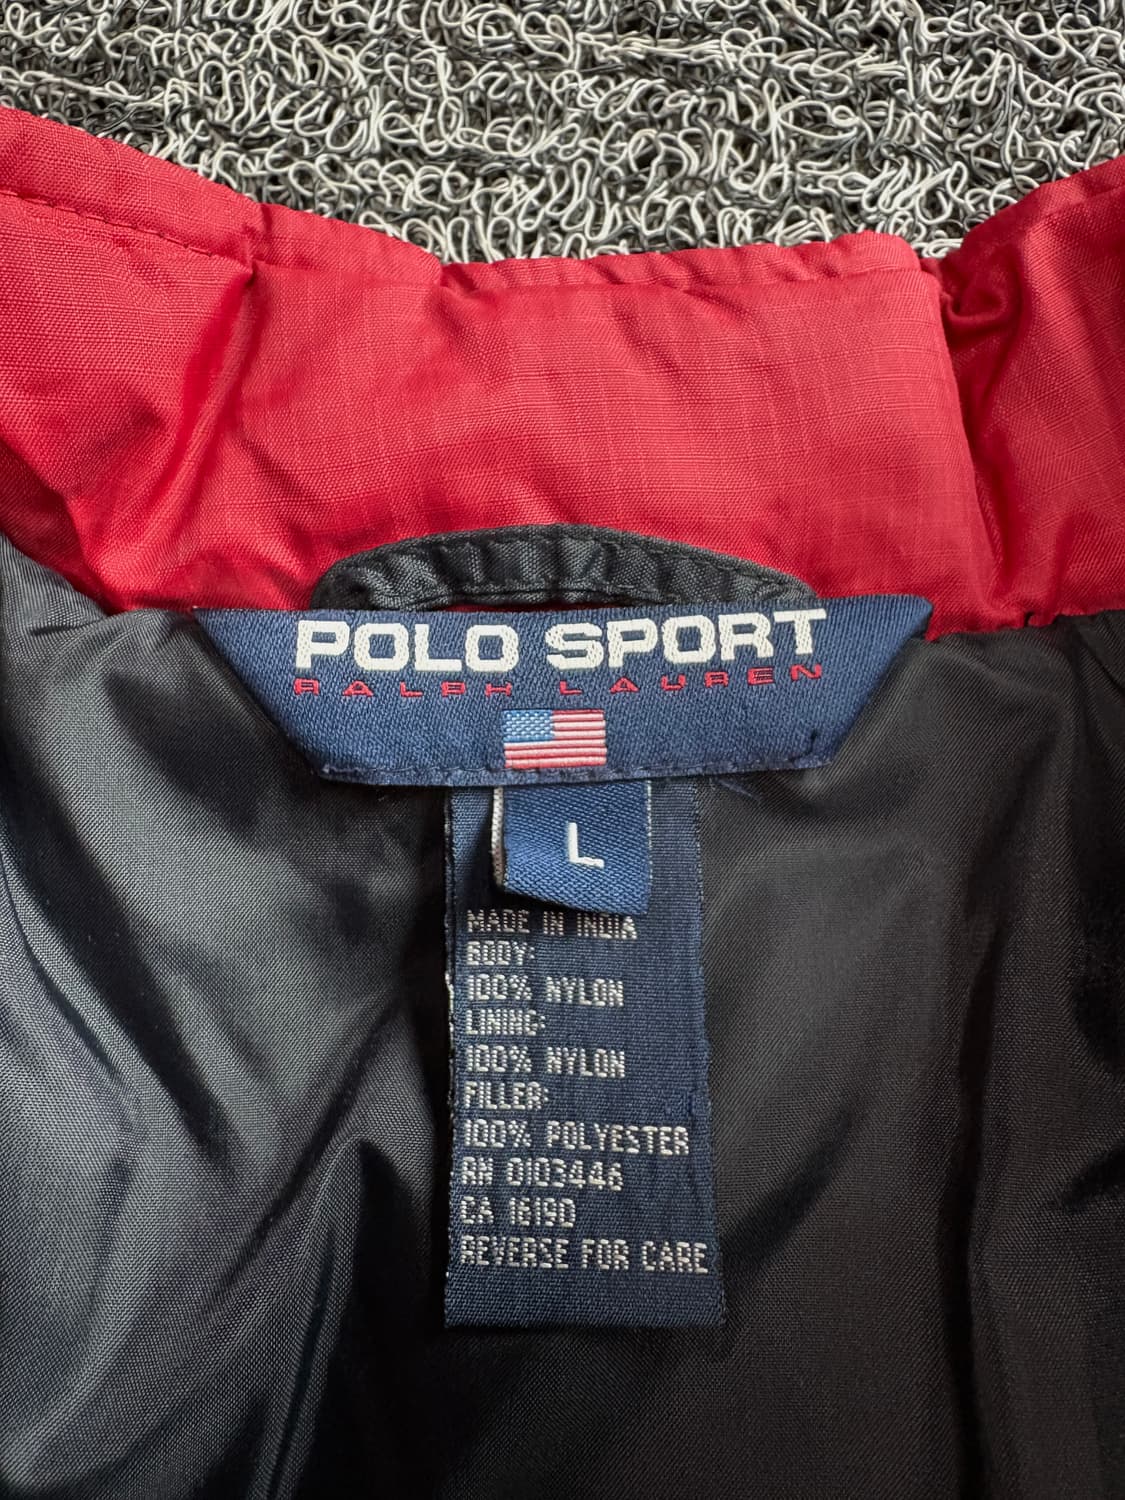 POLO SPORT
RALPH LAUREN
L
MADE IN INDIA
BODY:
100% NYLON
LINING:
100% NYLON
FILLER:
100% POLYESTER
RN 0103446
CA 16190
REVERSE FOR CARE